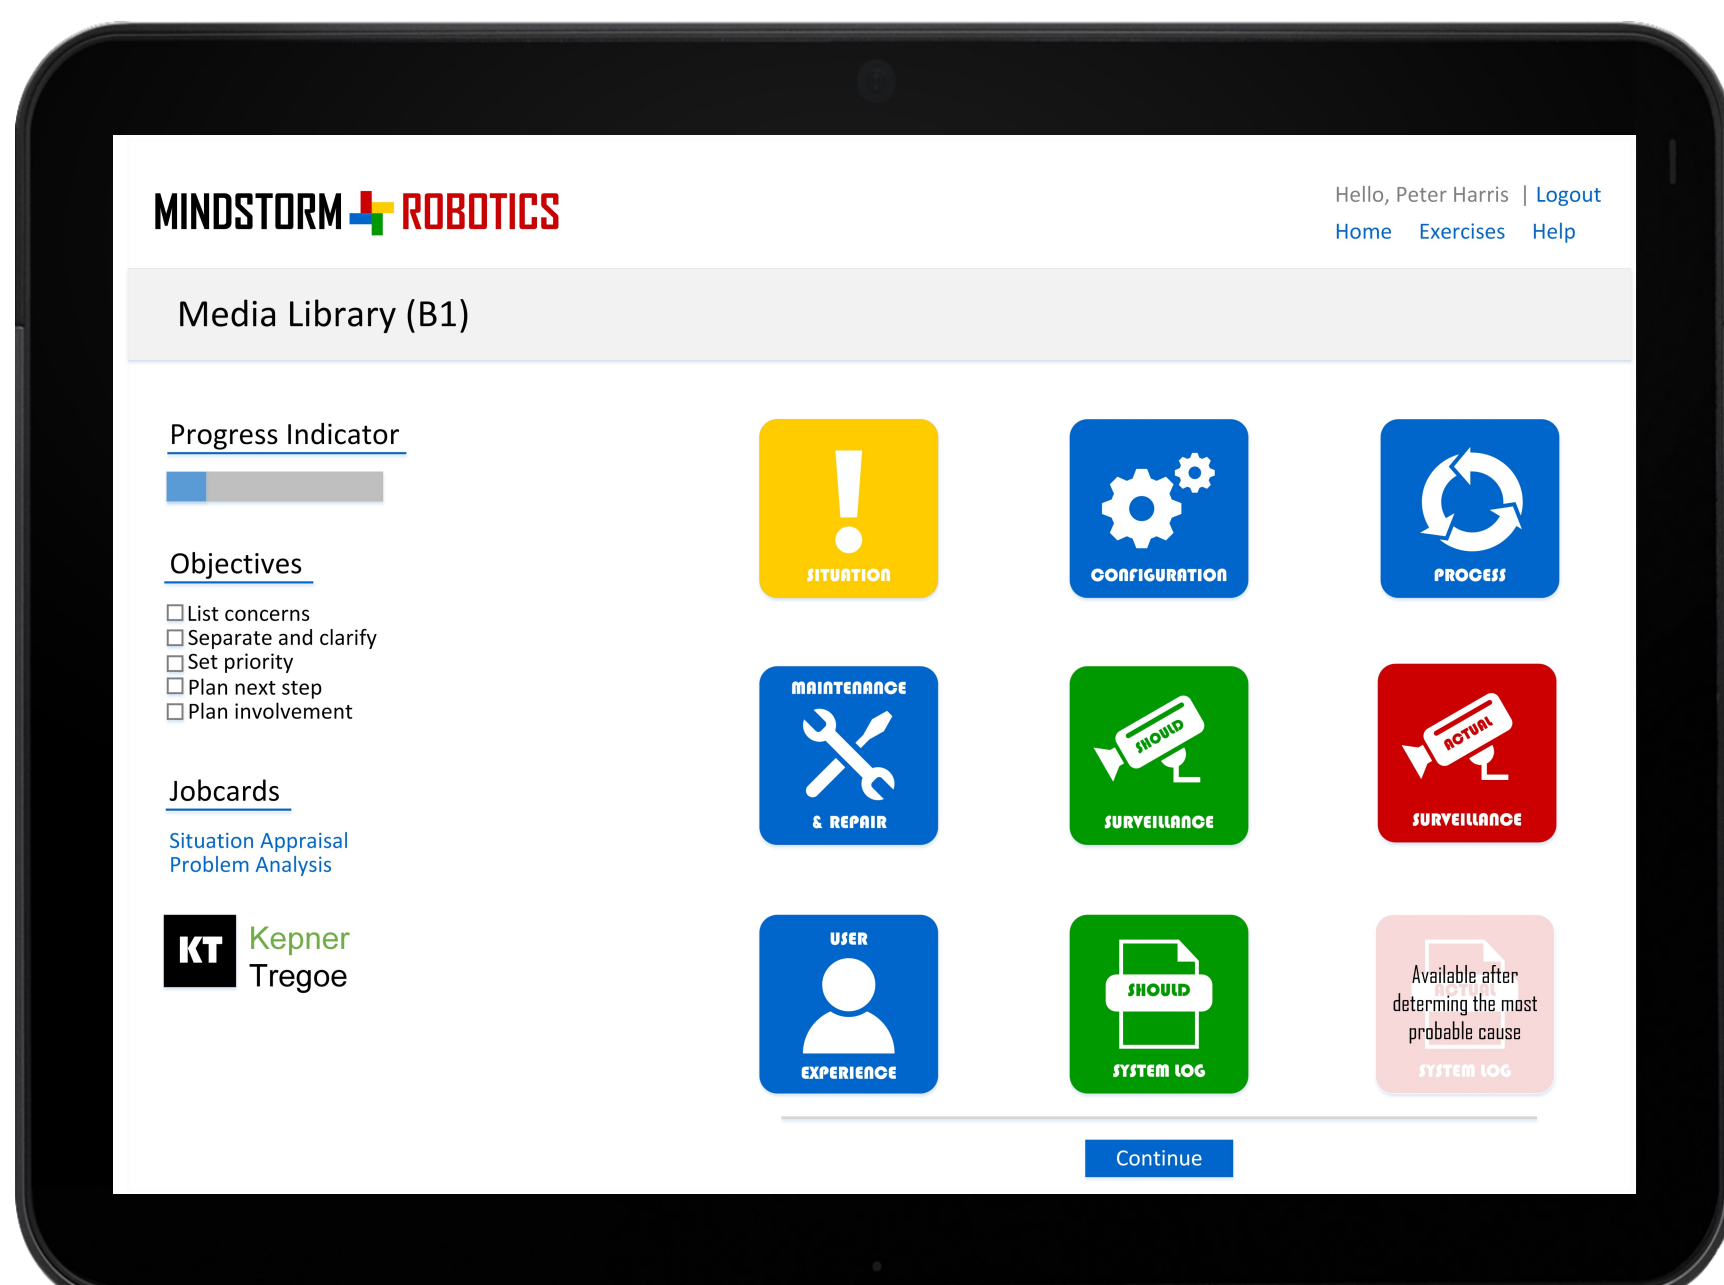 MINDSTORM ROBOTICS
Hello, Peter Harris | Logout
Home Exercises Help
Media Library (B1)
Progress Indicator
Objectives
List concerns
Separate and clarify
Set priority
Plan next step
Plan involvement
Jobcards
Situation Appraisal
Problem Analysis
KT Kepner
Tregoe
SITUATION
CONFIGURATION
PROCESS
MAINTENANCE
& REPAIR
SHOULD
SURVEILLANCE
ACTUAL
SURVEILLANCE
USER
EXPERIENCE
SHOULD
SYSTEM LOG
Available after
ACTUAL
determing the most
probable cause
SYSTEM LOG
Continue